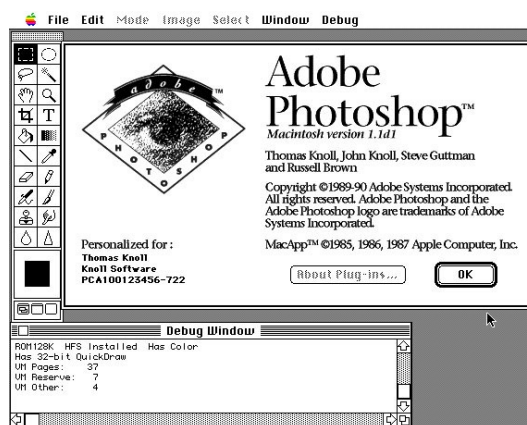 File Edit Mode Image Select Window Debug
adobe ™
PHOTOSHOP
Adobe
Photoshop™
Macintosh version 1.1d1
Thomas Knoll, John Knoll, Steve Guttman
and Russell Brown
Copyright ©1989-90 Adobe Systems Incorporated.
All rights reserved. Adobe Photoshop and the
Adobe Photoshop logo are trademarks of Adobe
Systems Incorporated.
MacApp™ ©1985, 1986, 1987 Apple Computer, Inc.
Personalized for :
Thomas Knoll
Knoll Software
PCA100123456-722
About Plug-ins... OK
T
Debug Window
ROM128K HFS Installed Has Color
Has 32-bit QuickDraw
VM Pages: 37
VM Reserve: 7
VM Other: 4